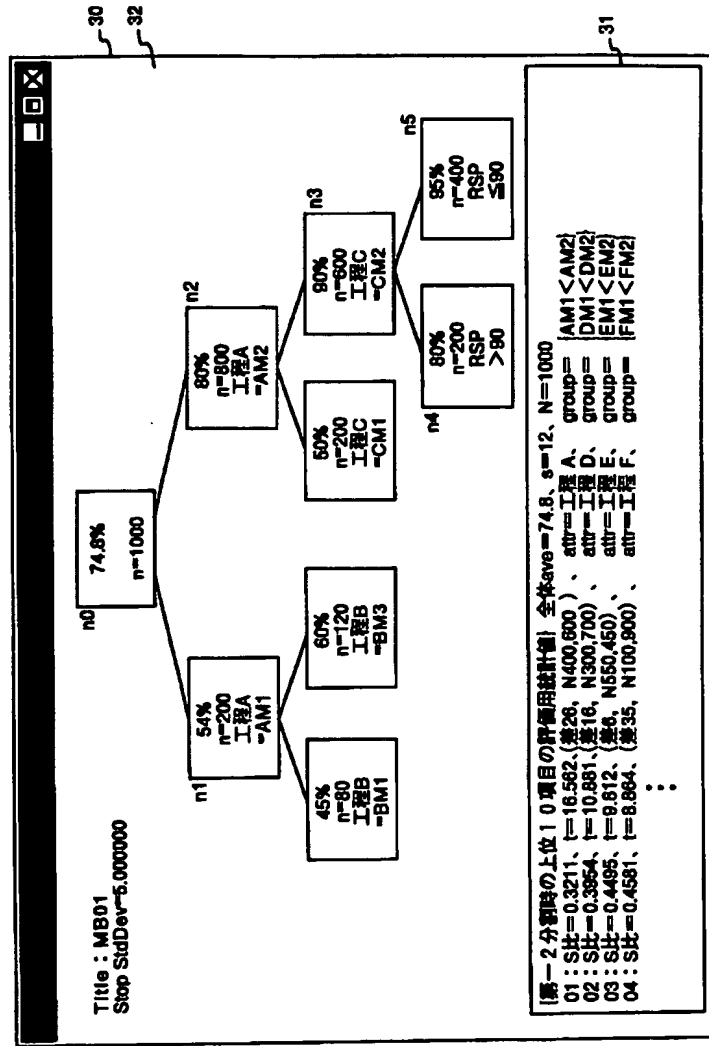 30
32
Title : MB01
Stop StdDev=5.000000
n0
74.8%
n=1000
n1
54%
n=200
工程A
=AM1
n2
80%
n=800
工程A
=AM2
45%
n=80
工程B
=BM1
60%
n=120
工程B
=BM3
50%
n=200
工程C
=CM1
n3
90%
n=600
工程C
=CM2
n4
80%
n=200
RSP
>90
n5
95%
n=400
RSP
≦90
31
[第一2分割時の上位10項目の評価用統計値] 全体ave=74.8、s=12、N=1000
01:S比=0.3211、t=16.562、(差26、N400,600)、attr=工程A、group= {AM1<AM2}
02:S比=0.3954、t=10.881、(差16、N300,700)、attr=工程D、group= {DM1<DM2}
03:S比=0.4495、t=9.612、(差6、N550,450)、attr=工程E、group= {EM1<EM2}
04:S比=0.4581、t=8.864、(差35、N100,900)、attr=工程F、group= {FM1<FM2}
⋮